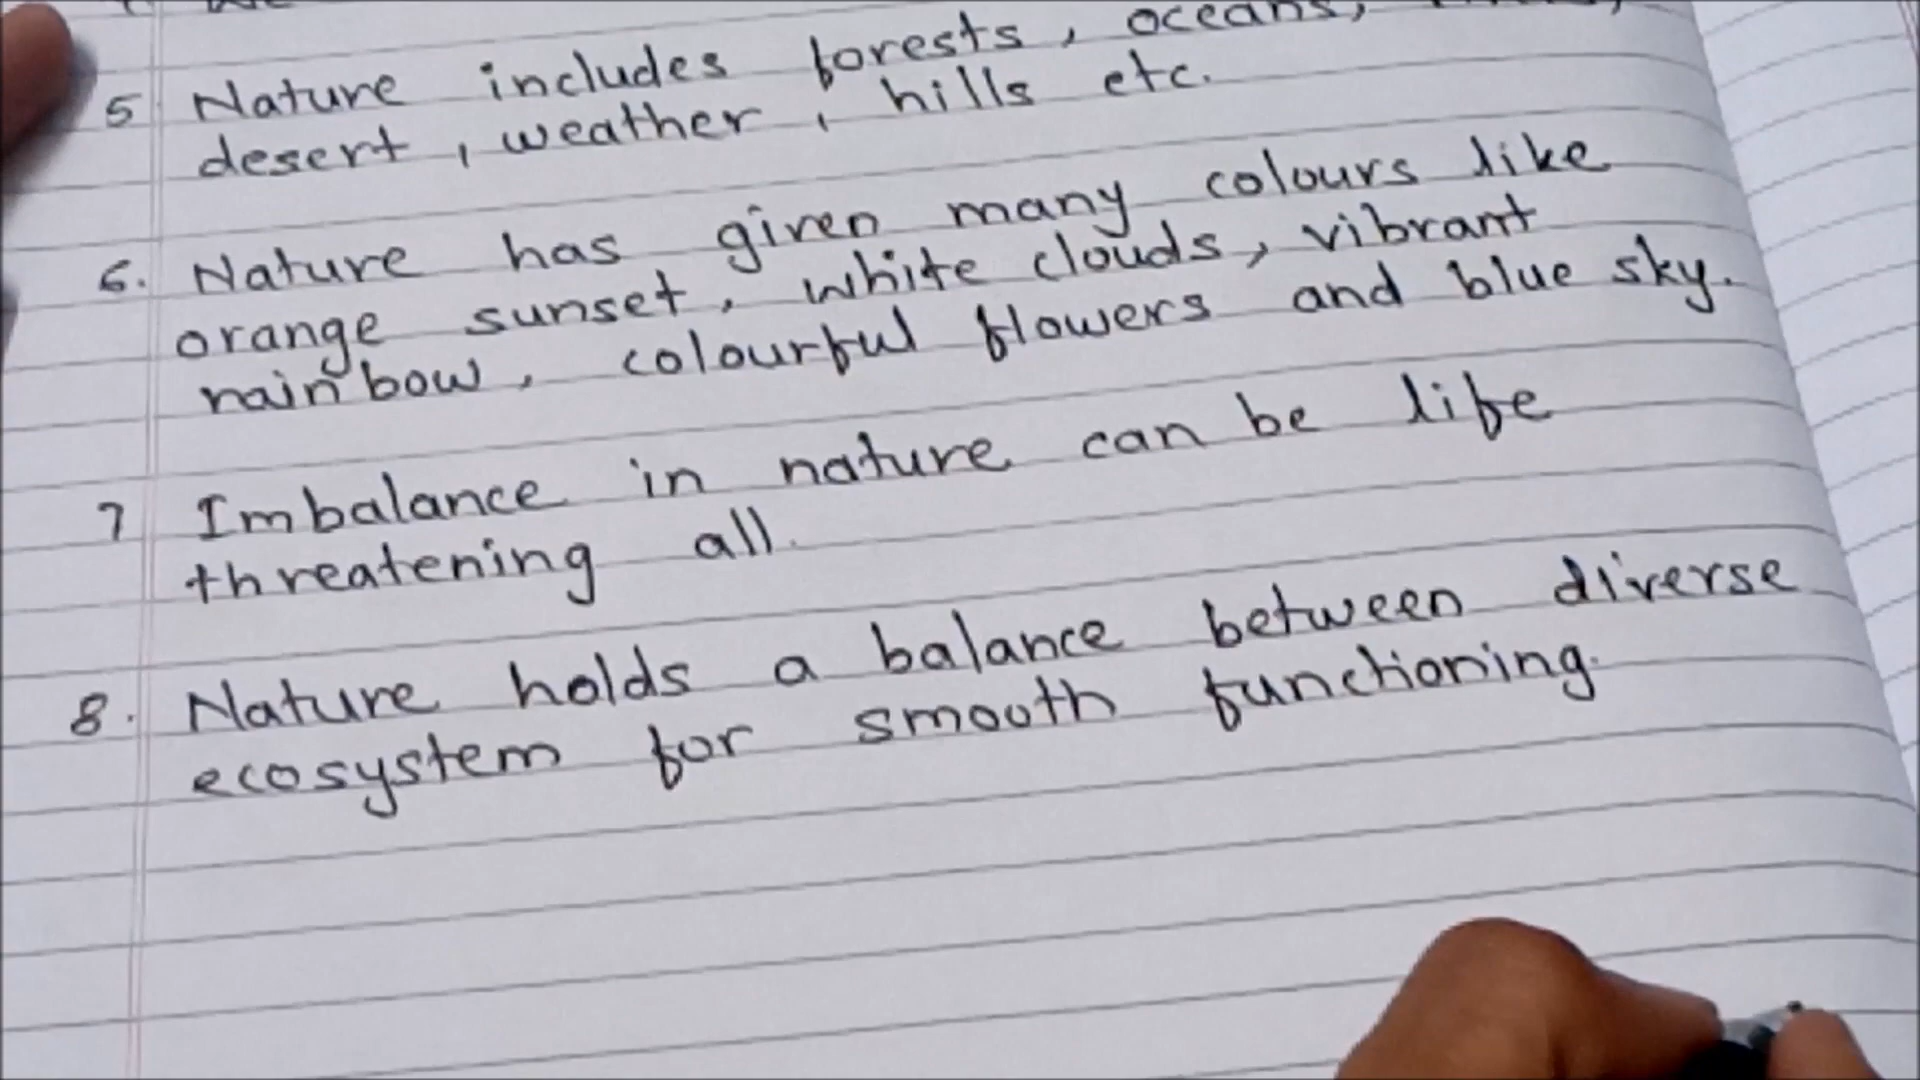 5 Nature includes forests, oceans,
desert, weather, hills etc.
6. Nature has given many colours like
orange sunset, white clouds, vibrant
rainbow, colourful flowers and blue sky.
7 Imbalance in nature can be life
threatening all.
8. Nature holds a balance between diverse
ecosystem for smooth functioning.